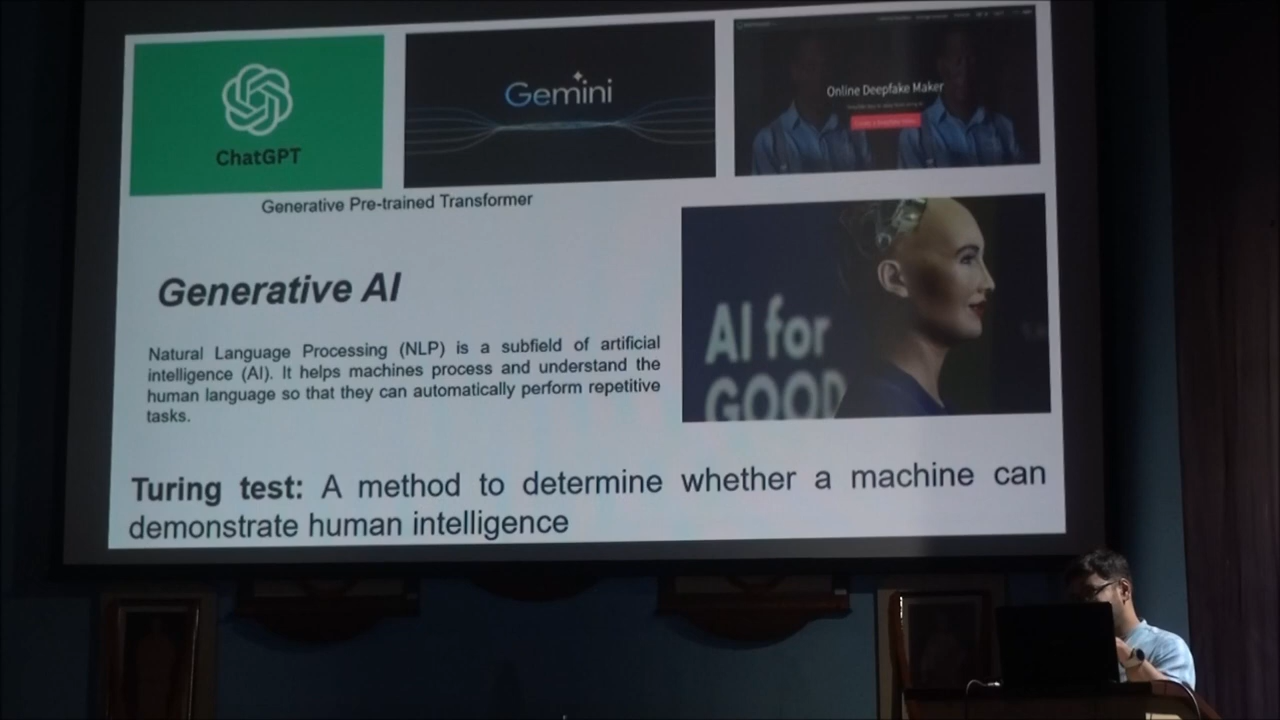 ChatGPT
Gemini
Online Deepfake Maker
Generative Pre-trained Transformer
Generative AI
Natural Language Processing (NLP) is a subfield of artificial
intelligence (AI). It helps machines process and understand the
human language so that they can automatically perform repetitive
tasks.
AI for
GOOD
Turing test: A method to determine whether a machine can
demonstrate human intelligence